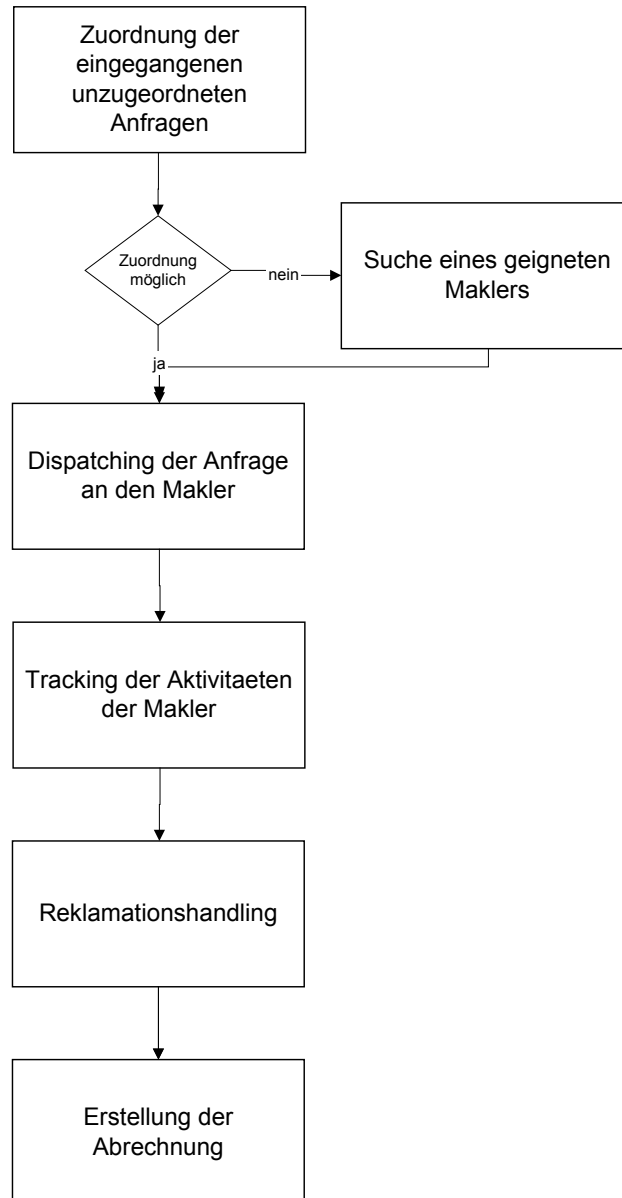 Zuordnung der
eingegangenen
unzugeordneten
Anfragen
Zuordnung
möglich
nein
Suche eines geigneten
Maklers
ja
Dispatching der Anfrage
an den Makler
Tracking der Aktivitaeten
der Makler
Reklamationshandling
Erstellung der
Abrechnung